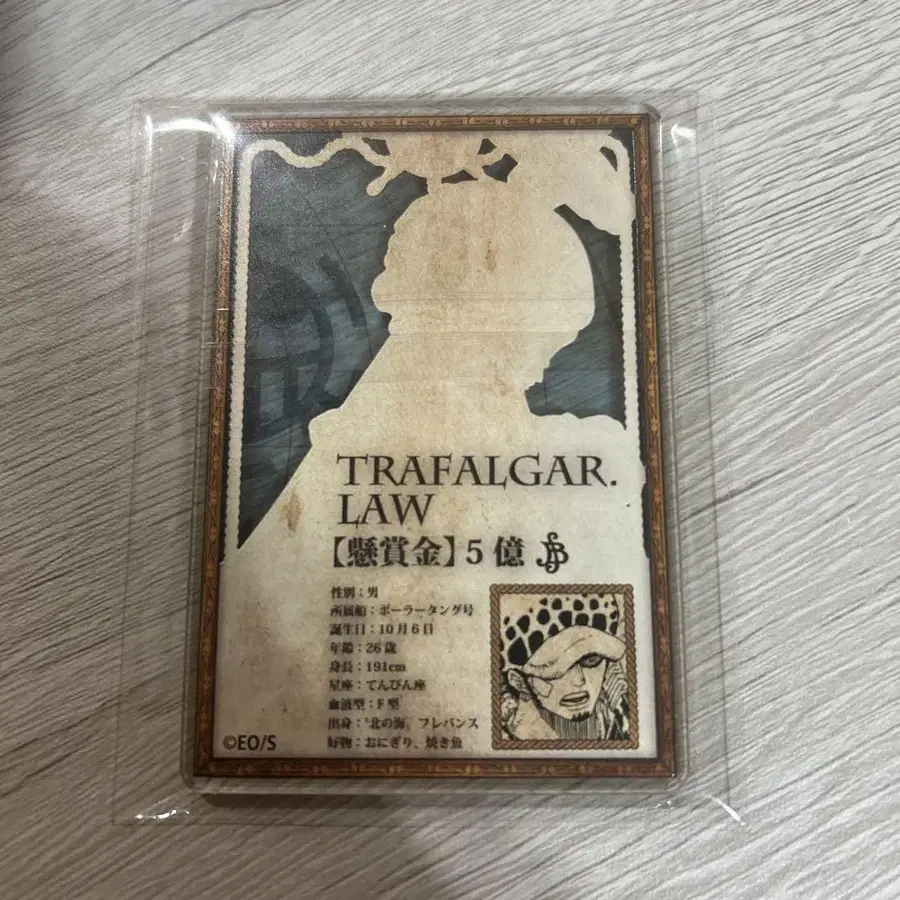 TRAFALGAR.
LAW
【懸賞金】5億
性別：男
所属船：ポーラータング号
誕生日：10月6日
年齢：26歳
身長：191cm
星座：てんびん座
血液型：F型
出身：“北の海”フレバンス
好物：おにぎり、焼き魚
©EO/S